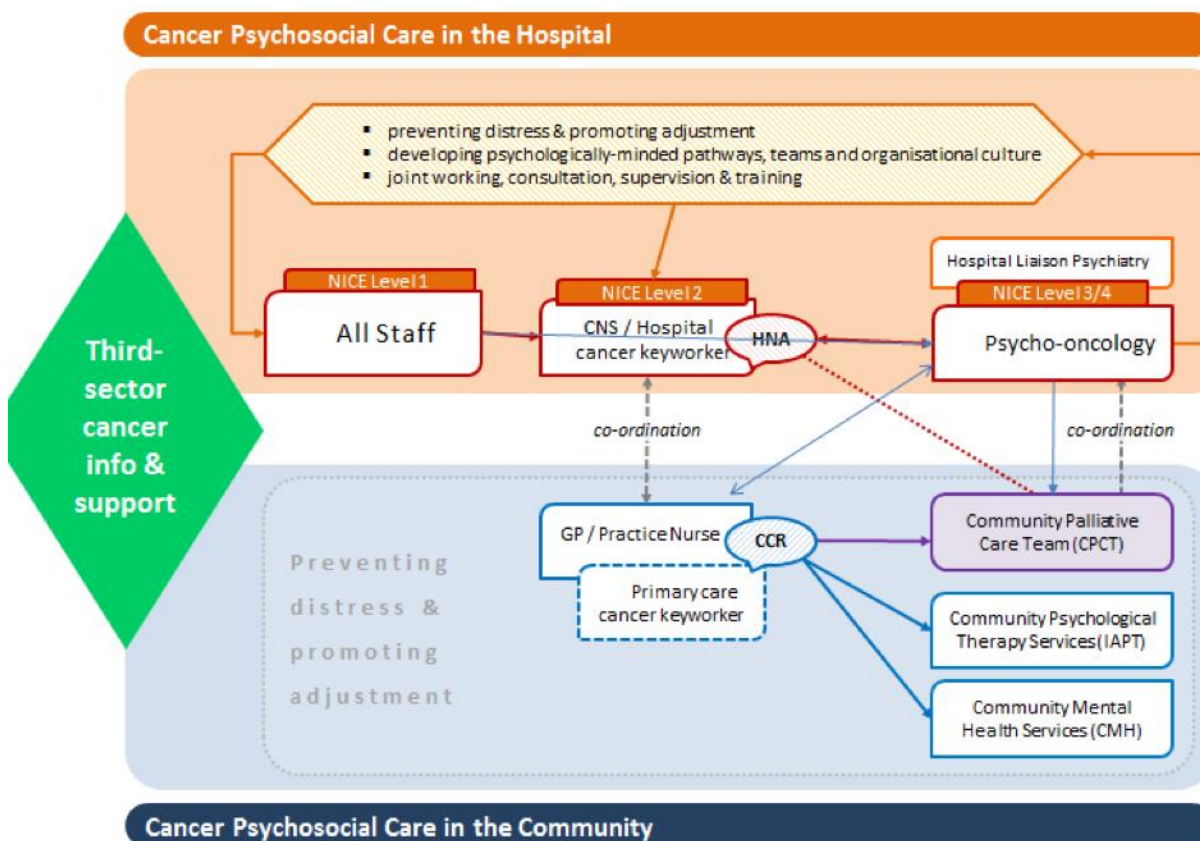 Cancer Psychosocial Care in the Hospital
▪ preventing distress & promoting adjustment
▪ developing psychologically-minded pathways, teams and organisational culture
▪ joint working, consultation, supervision & training
Hospital Liaison Psychiatry
NICE Level 1
NICE Level 2
NICE Level 3/4
All Staff
CNS / Hospital
cancer keyworker
HNA
Psycho-oncology
Third-
sector
cancer
info &
support
co-ordination
co-ordination
GP / Practice Nurse
CCR
Primary care
cancer keyworker
Community Palliative
Care Team (CPCT)
Community Psychological
Therapy Services (IAPT)
Community Mental
Health Services (CMH)
Preventing
distress &
promoting
adjustment
Cancer Psychosocial Care in the Community